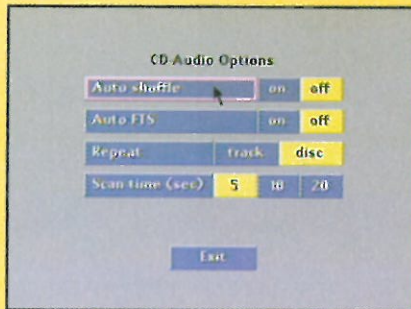 CD-Audio Options
Auto shuffle on off
Auto FTS on off
Repeat track disc
Scan time (sec) 5 10 20
Exit